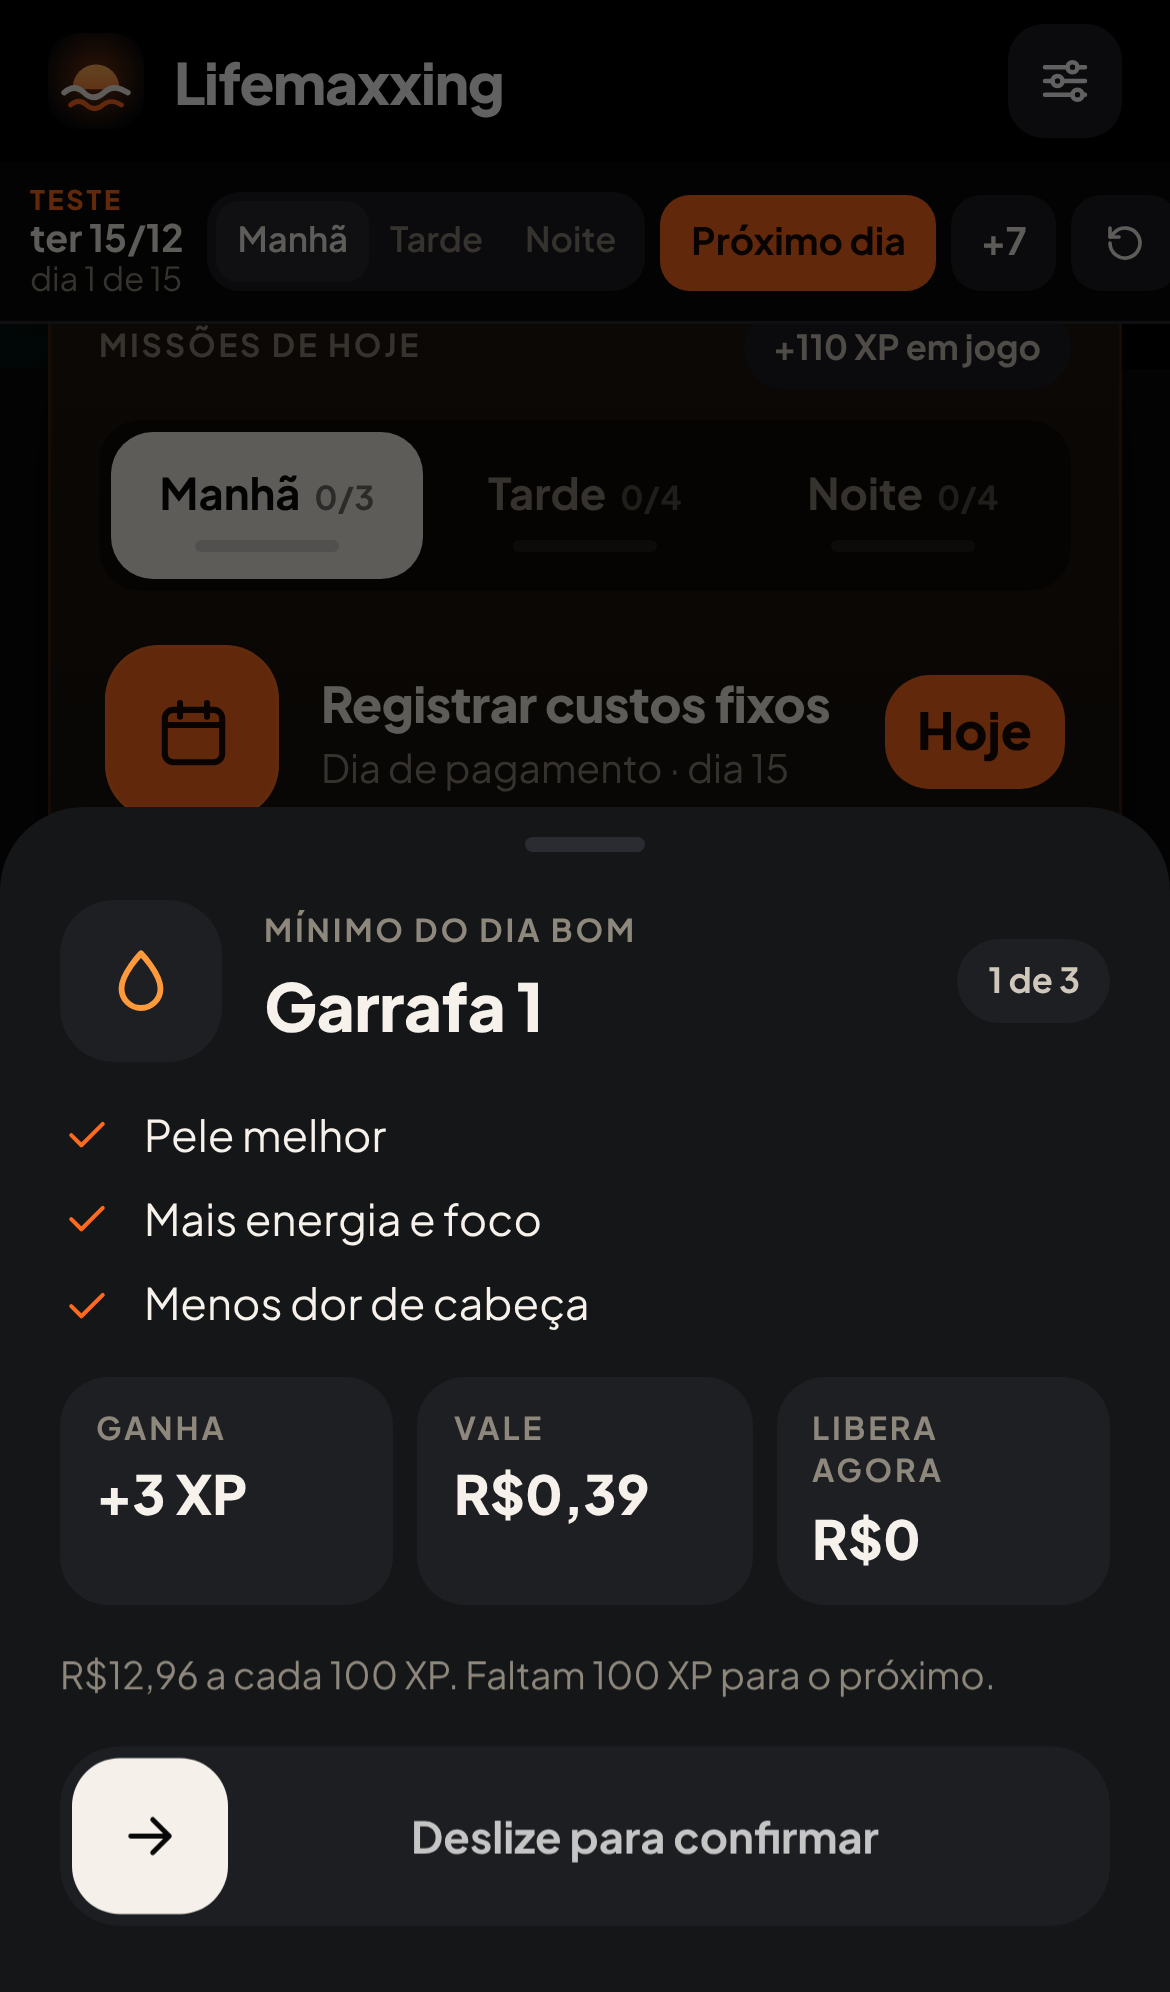 Lifemaxxing
TESTE
ter 15/12
dia 1 de 15
Manhã
Tarde
Noite
Próximo dia
+7
MISSÕES DE HOJE
+110 XP em jogo
Manhã 0/3
Tarde 0/4
Noite 0/4
Registrar custos fixos
Dia de pagamento · dia 15
Hoje
MÍNIMO DO DIA BOM
Garrafa 1
1 de 3
Pele melhor
Mais energia e foco
Menos dor de cabeça
GANHA
+3 XP
VALE
R$0,39
LIBERA
AGORA
R$0
R$12,96 a cada 100 XP. Faltam 100 XP para o próximo.
Deslize para confirmar